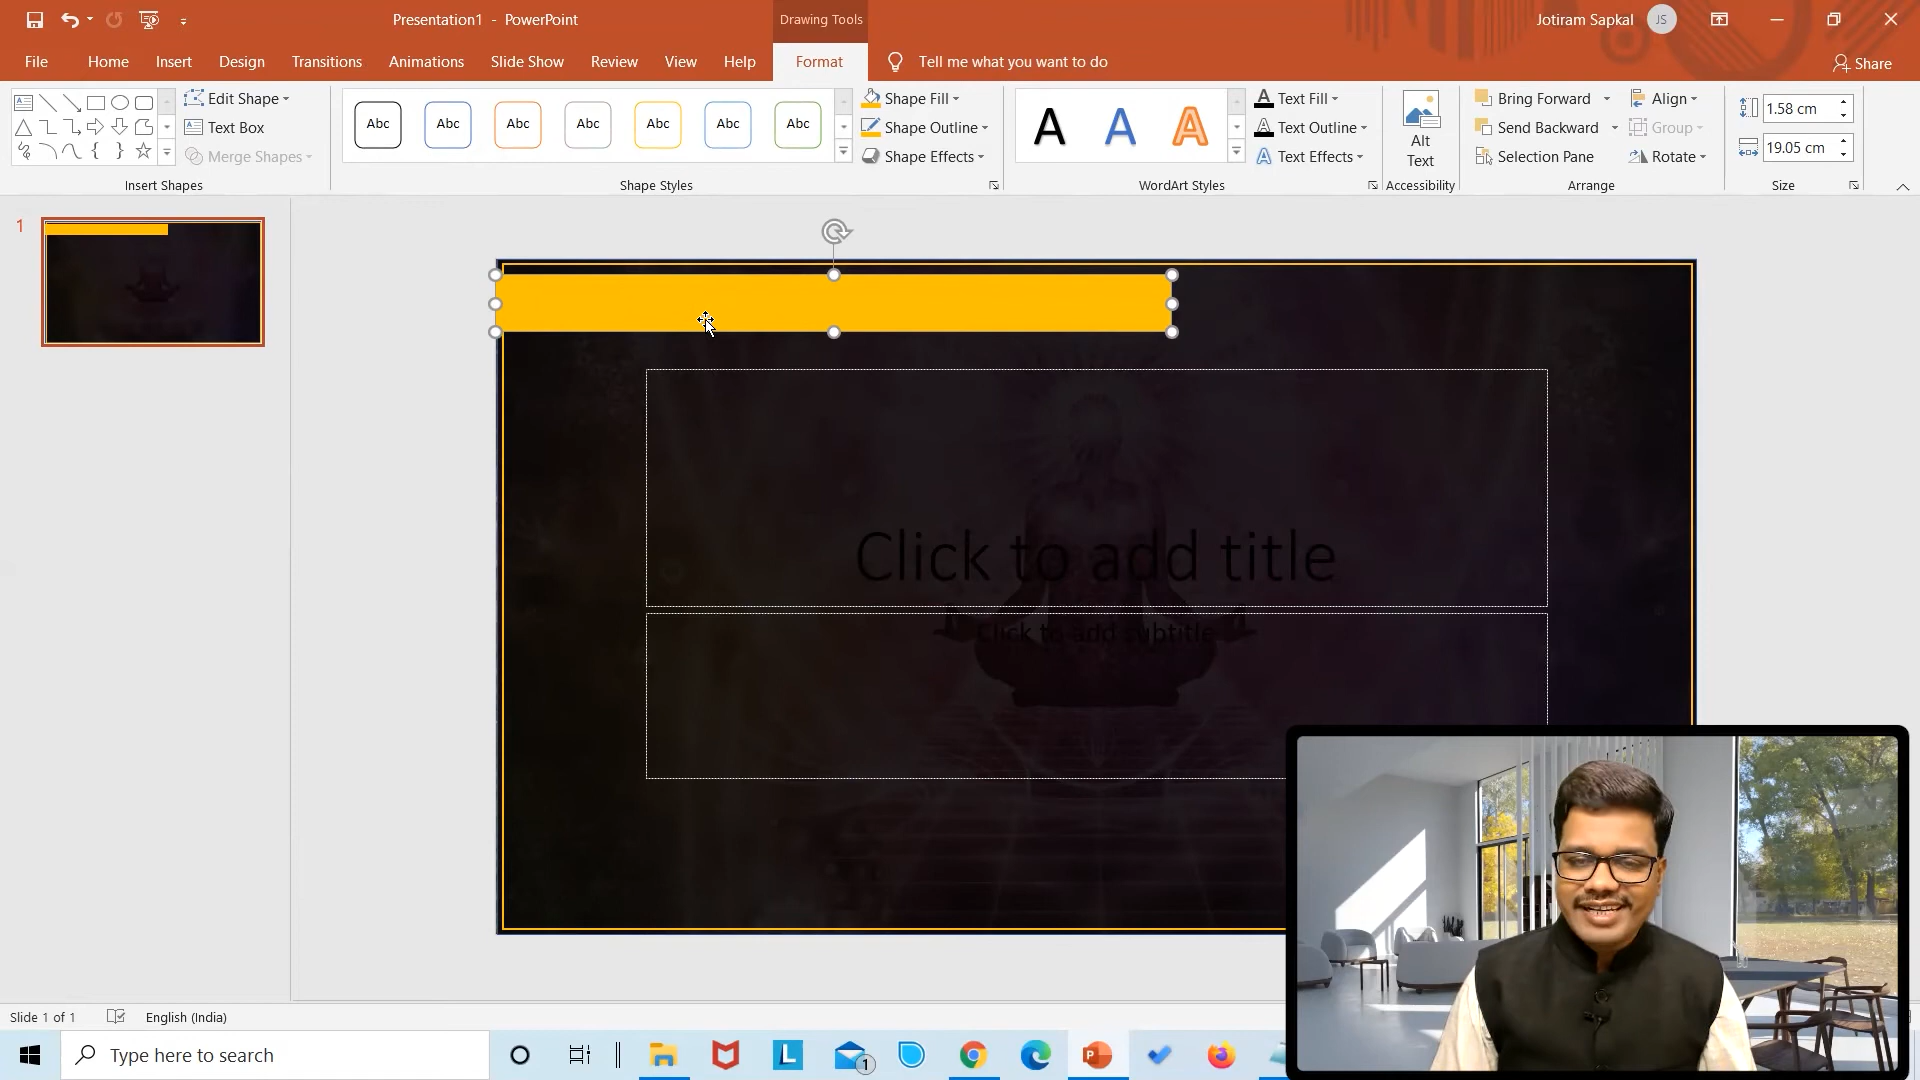 Presentation1 - PowerPoint
Drawing Tools
Jotiram Sapkal
JS
File
Home
Insert
Design
Transitions
Animations
Slide Show
Review
View
Help
Format
Tell me what you want to do
Share
Edit Shape
Text Box
Merge Shapes
Insert Shapes
Abc
Abc
Abc
Abc
Abc
Abc
Abc
Shape Fill
Shape Outline
Shape Effects
Shape Styles
A
A
A
Text Fill
Text Outline
Text Effects
WordArt Styles
Alt
Text
Accessibility
Bring Forward
Send Backward
Selection Pane
Align
Group
Rotate
Arrange
1.58 cm
19.05 cm
Size
1
Click to add title
Click to add subtitle
Slide 1 of 1
English (India)
Type here to search
L
1